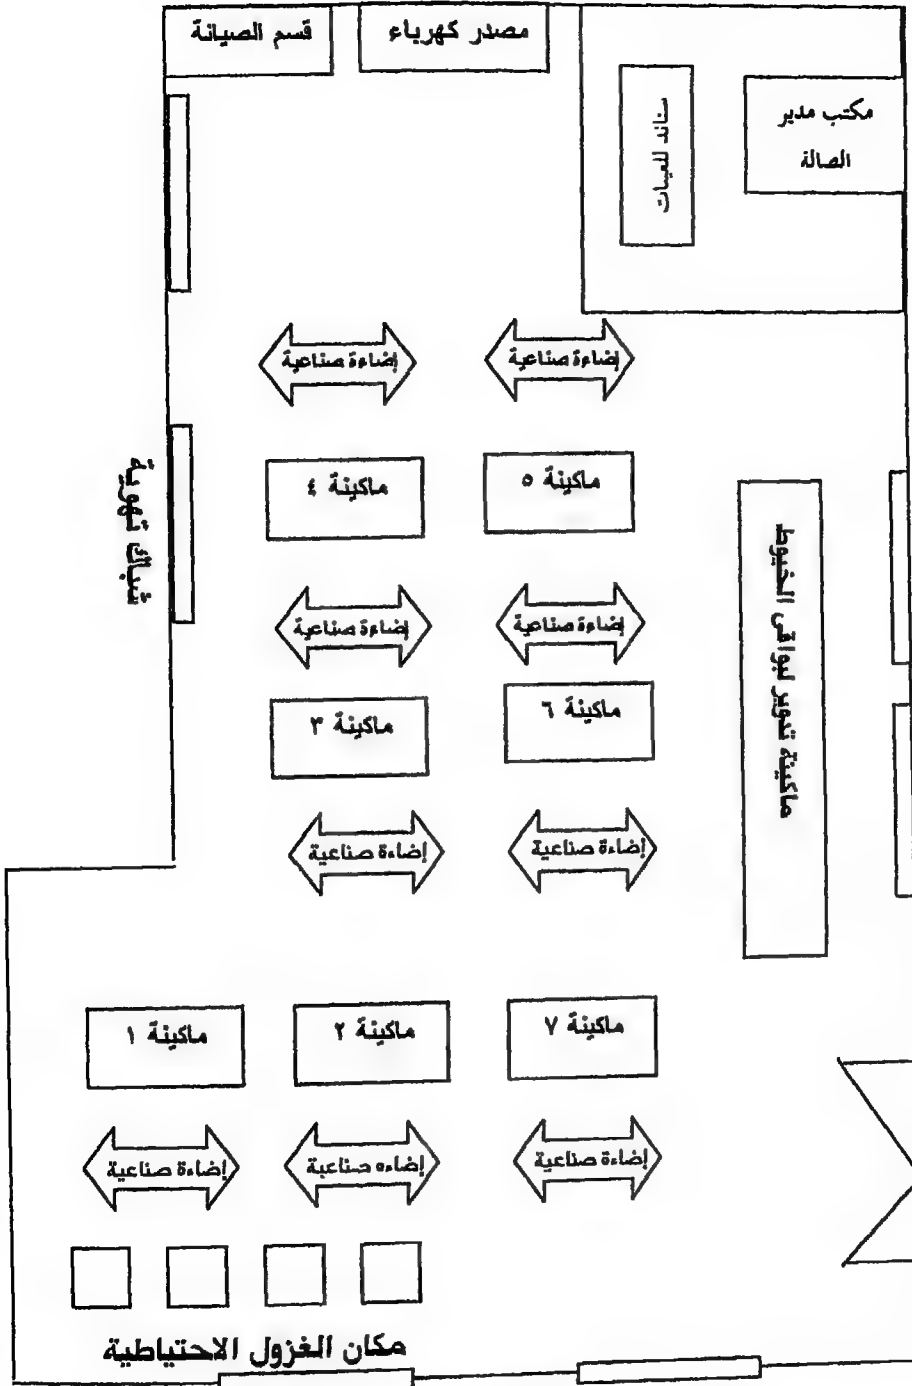 مصدر كهرباء
قسم الصيانة
مكتب مدير
الصالة
ستاند للعينات
إضاءة صناعية
إضاءة صناعية
شباك تهوية
ماكينة ٥
ماكينة ٤
ماكينة تدوير لبواقى الخيوط
إضاءة صناعية
إضاءة صناعية
ماكينة ٦
ماكينة ٣
إضاءة صناعية
إضاءة صناعية
ماكينة ٧
ماكينة ٢
ماكينة ١
إضاءة صناعية
إضاءة صناعية
إضاءة صناعية
مكان الغزول الاحتياطية